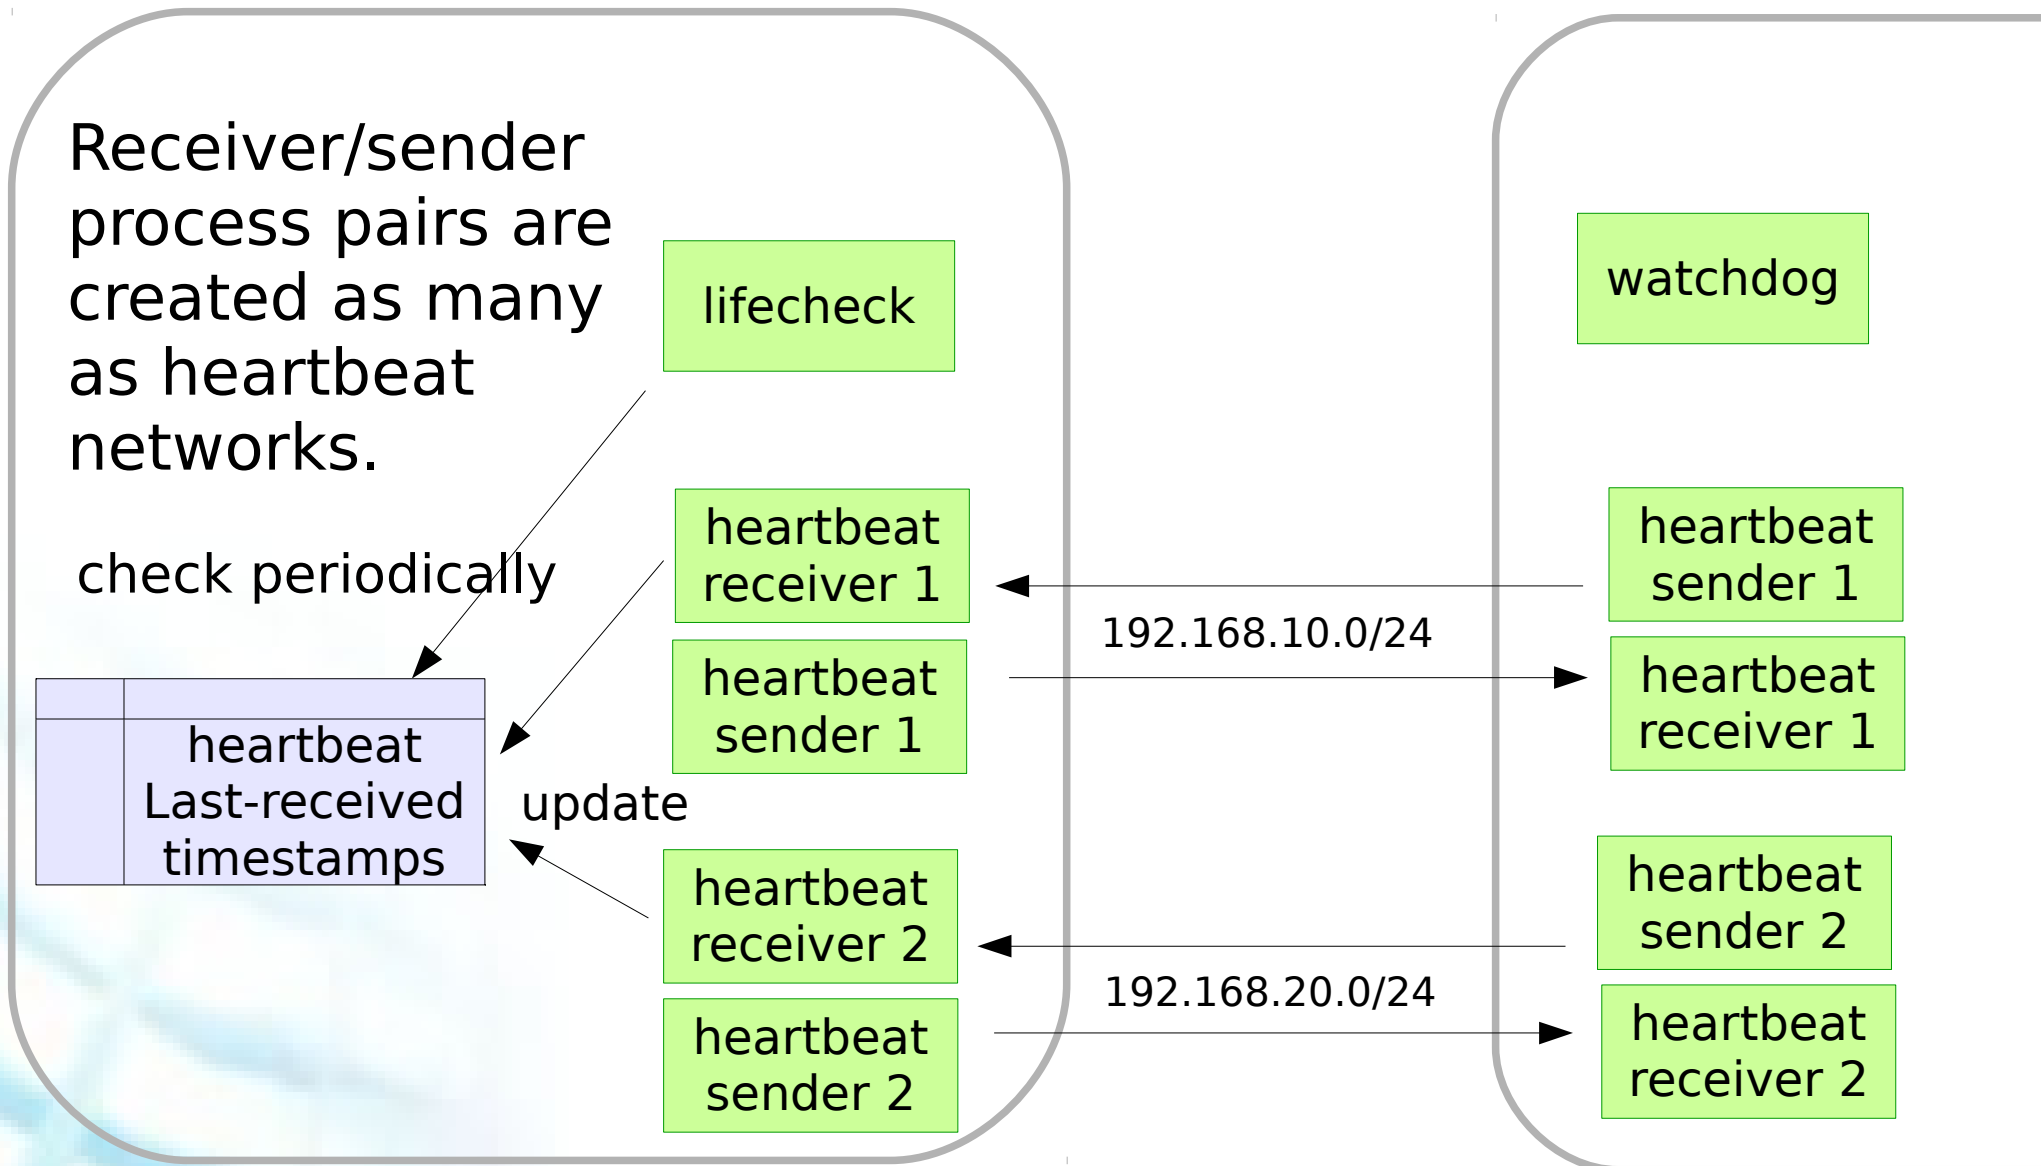 Receiver/sender
process pairs are
created as many
as heartbeat
networks.
lifecheck
watchdog
check periodically
heartbeat
receiver 1
heartbeat
sender 1
192.168.10.0/24
heartbeat
sender 1
heartbeat
receiver 1
heartbeat
Last-received
timestamps
update
heartbeat
receiver 2
heartbeat
sender 2
192.168.20.0/24
heartbeat
sender 2
heartbeat
receiver 2